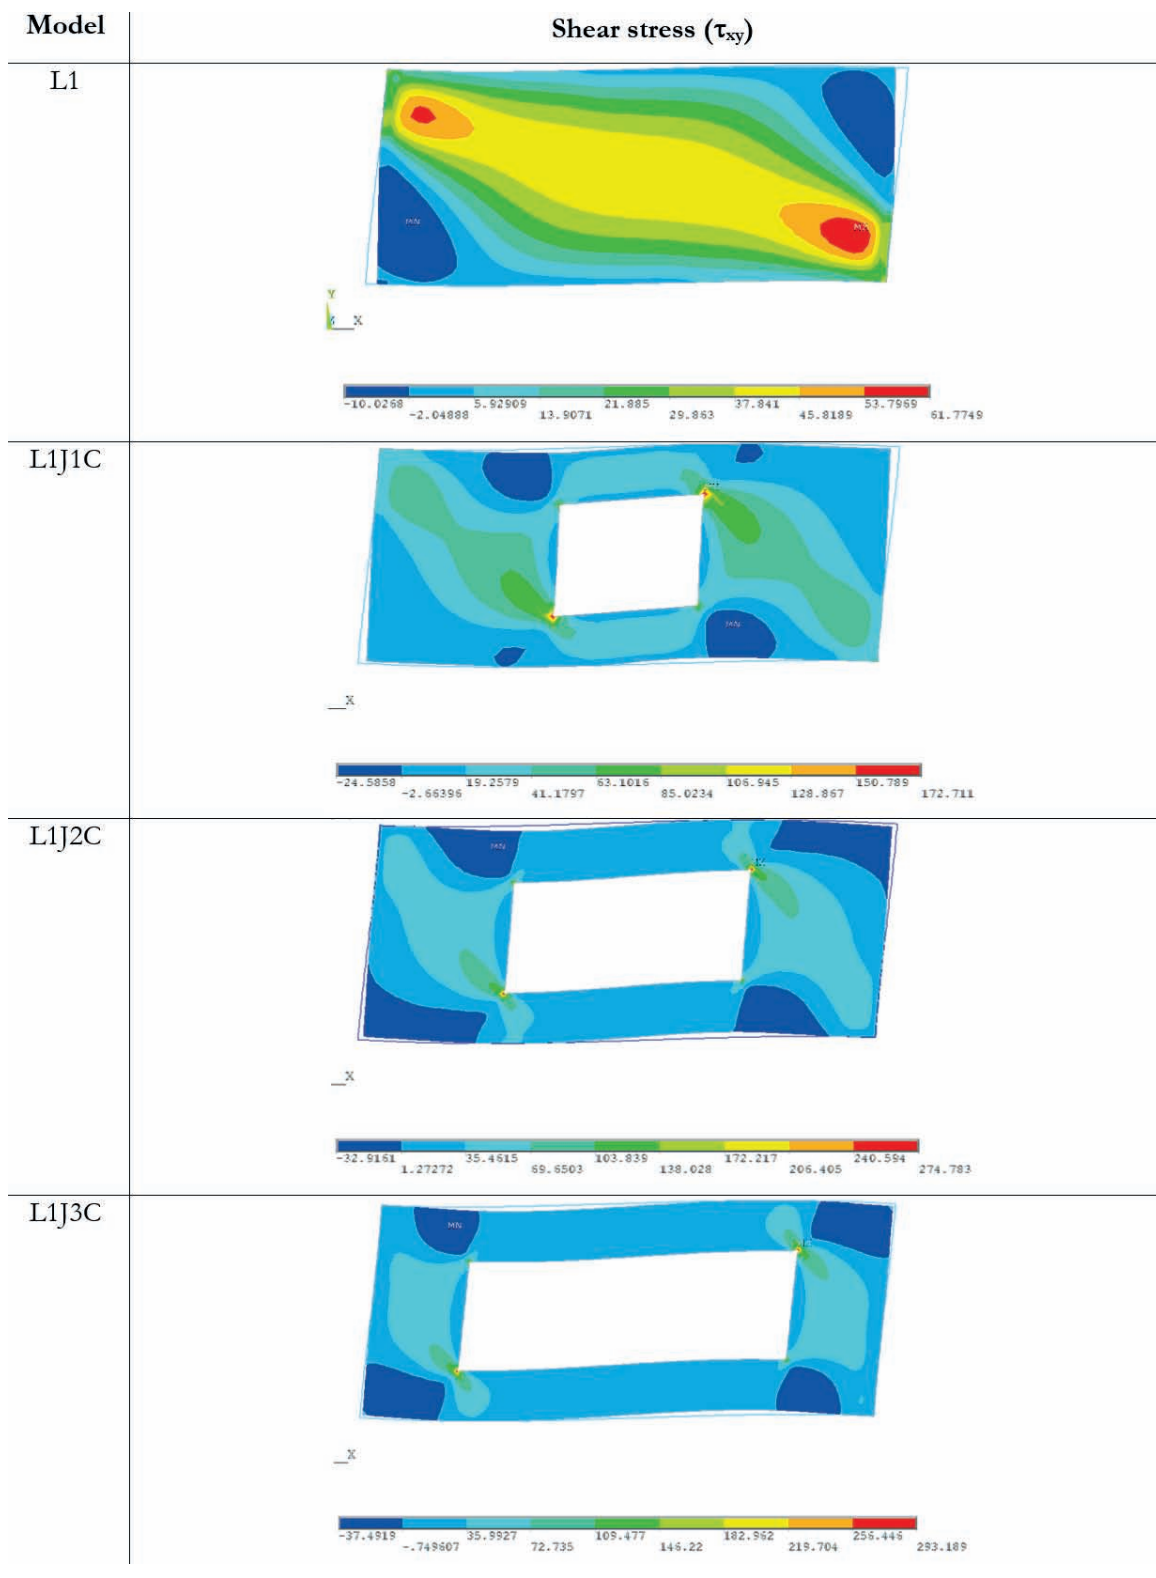 Model Shear stress (τxy)
L1
MN
MX
Y
X
-10.0268 5.92909 21.885 37.841 53.7969
-2.04888 13.9071 29.863 45.8189 61.7749
L1J1C
MN
X
-24.5858 19.2579 63.1016 106.945 150.789
-2.66396 41.1797 85.0234 128.867 172.711
L1J2C
MN
X
-32.9161 35.4615 103.839 172.217 240.594
1.27272 69.6503 138.028 206.405 274.783
L1J3C
MN
X
-37.4919 35.9927 109.477 182.962 256.446
-.749607 72.735 146.22 219.704 293.189